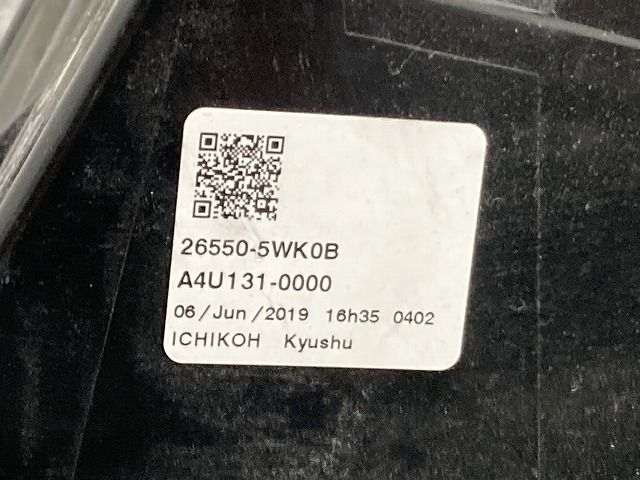 26550-5WK0B
A4U131-0000
06/Jun/2019 16h35 0402
ICHIKOH Kyushu